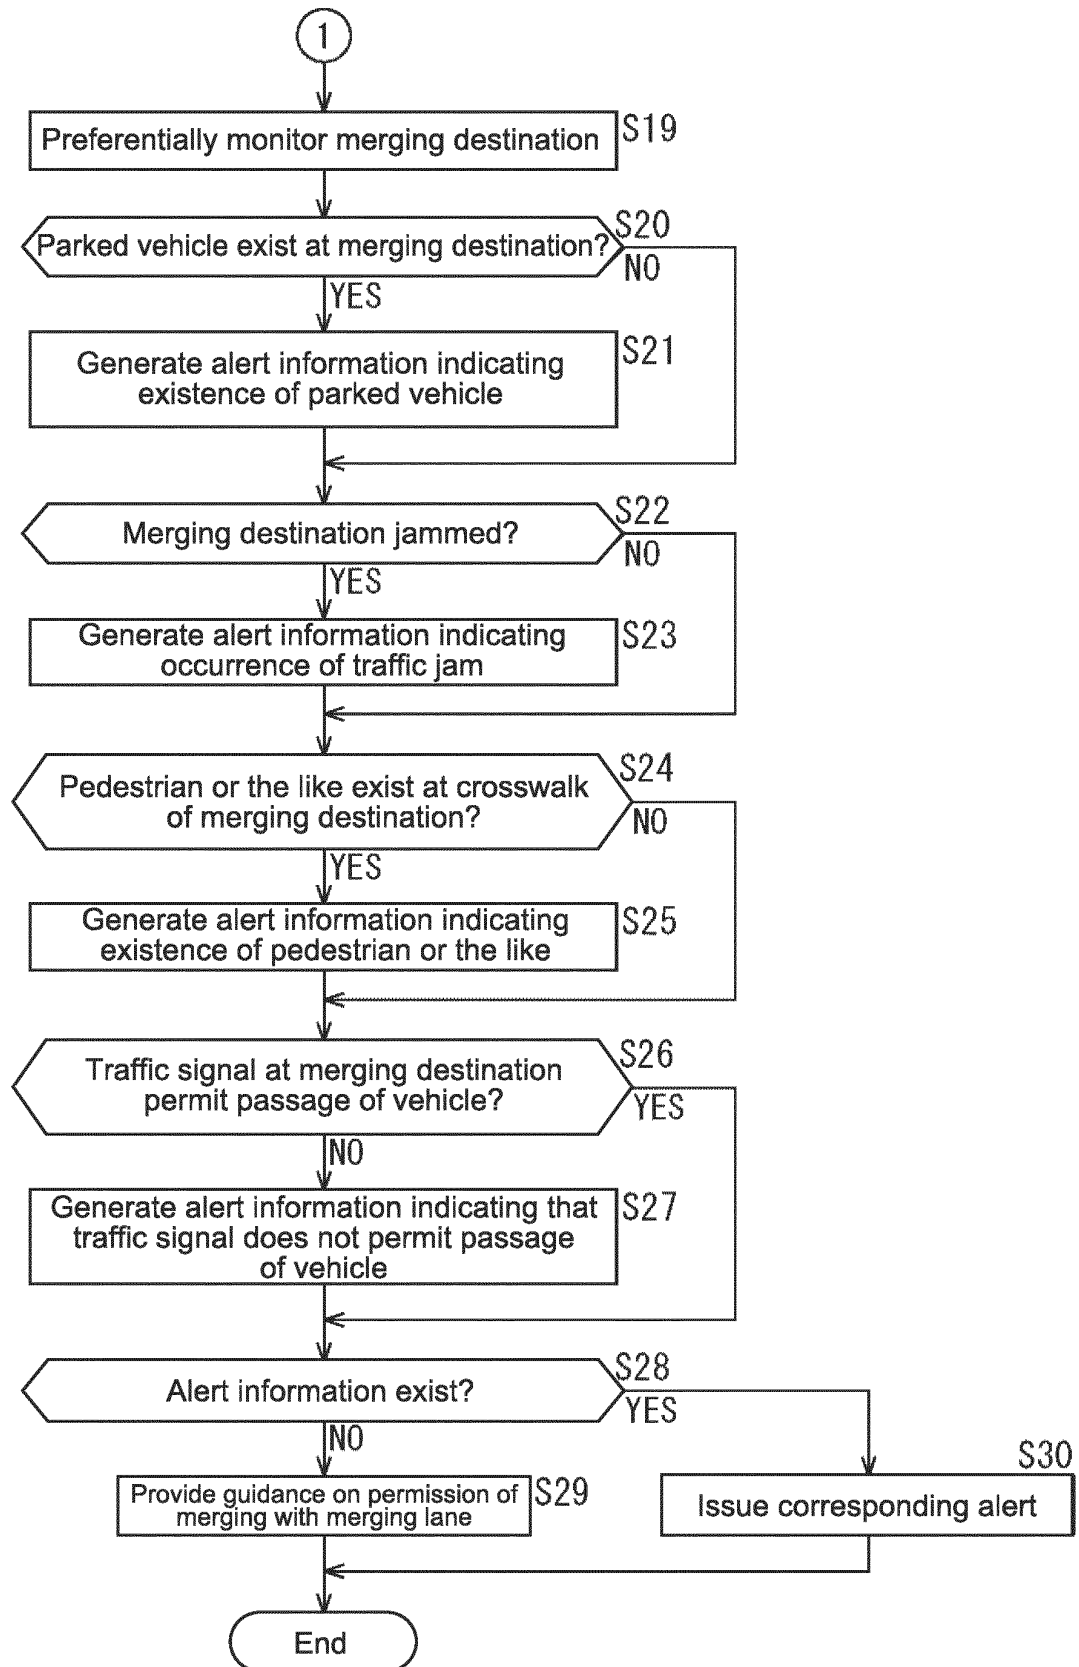 1
Preferentially monitor merging destination
S19
Parked vehicle exist at merging destination?
S20
NO
YES
Generate alert information indicating
existence of parked vehicle
S21
Merging destination jammed?
S22
NO
YES
Generate alert information indicating
occurrence of traffic jam
S23
Pedestrian or the like exist at crosswalk
of merging destination?
S24
NO
YES
Generate alert information indicating
existence of pedestrian or the like
S25
Traffic signal at merging destination
permit passage of vehicle?
S26
YES
NO
Generate alert information indicating that
traffic signal does not permit passage
of vehicle
S27
Alert information exist?
S28
YES
NO
Provide guidance on permission of
merging with merging lane
S29
S30
Issue corresponding alert
End